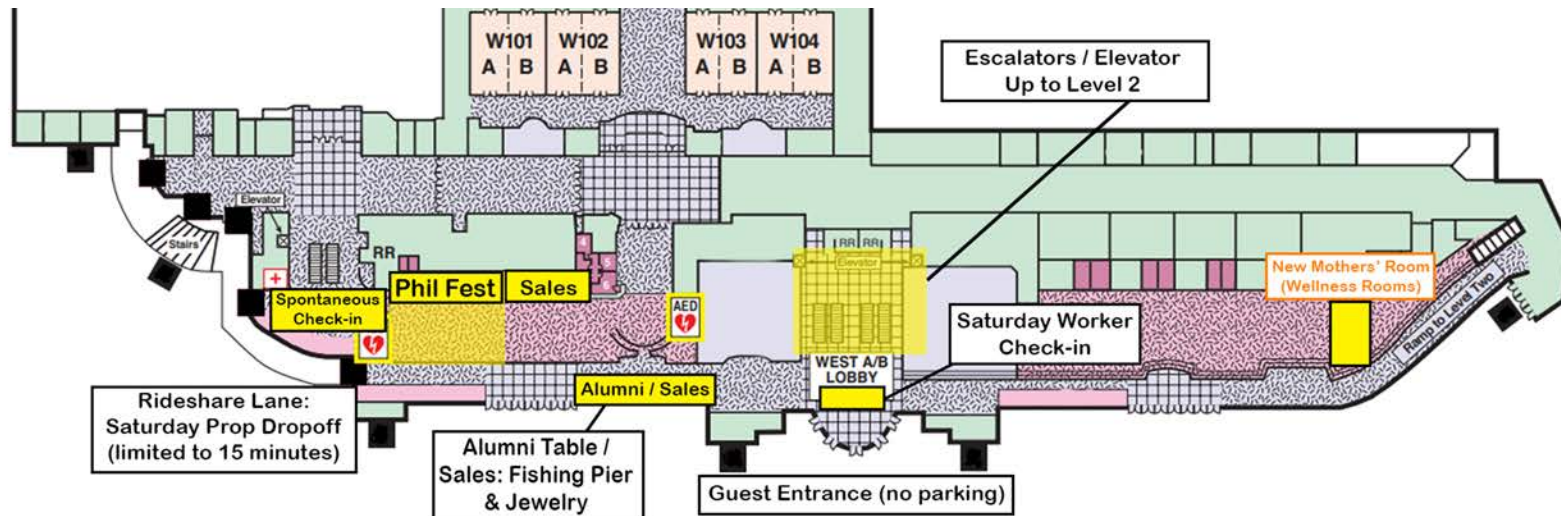 W101
A B
W102
A B
W103
A B
W104
A B
Escalators / Elevator
Up to Level 2
Elevator
Stairs
RR
4
5
6
Phil Fest
Sales
Spontaneous
Check-in
AED
RR RR
Elevator
New Mothers' Room
(Wellness Rooms)
Ramp to Level Two
Saturday Worker
Check-in
WEST A/B
LOBBY
Alumni / Sales
Rideshare Lane:
Saturday Prop Dropoff
(limited to 15 minutes)
Alumni Table /
Sales: Fishing Pier
& Jewelry
Guest Entrance (no parking)